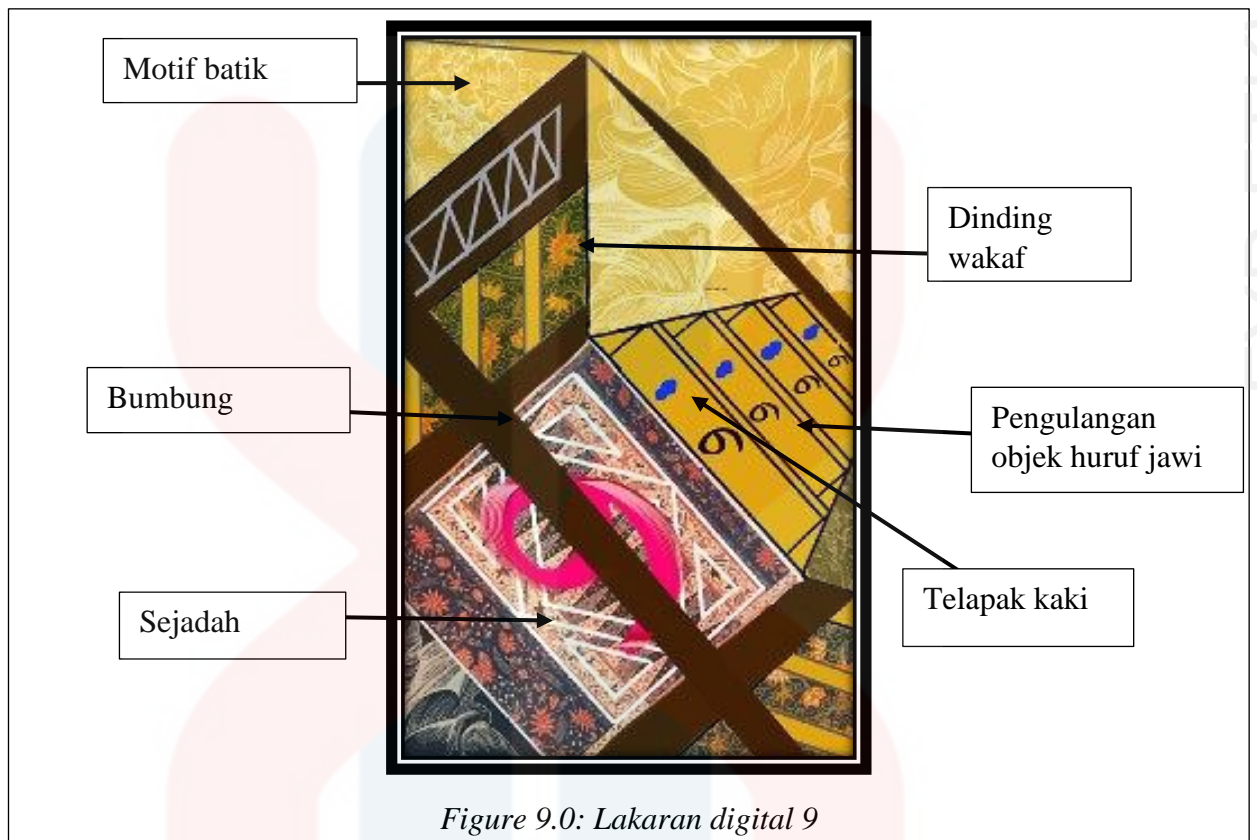 Motif batik
Dinding
wakaf
Bumbung
Pengulangan
objek huruf jawi
Telapak kaki
Sejadah
Figure 9.0: Lakaran digital 9